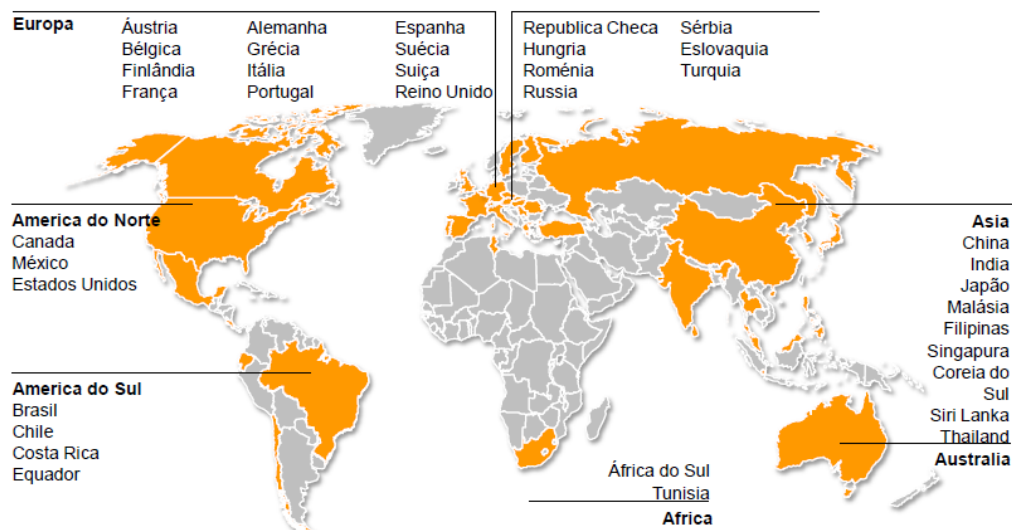 Europa
Áustria
Bélgica
Finlândia
França
Alemanha
Grécia
Itália
Portugal
Espanha
Suécia
Suiça
Reino Unido
Republica Checa
Hungria
Roménia
Russia
Sérbia
Eslovaquia
Turquia
America do Norte
Canada
México
Estados Unidos
America do Sul
Brasil
Chile
Costa Rica
Equador
Asia
China
India
Japão
Malásia
Filipinas
Singapura
Coreia do
Sul
Siri Lanka
Thailand
Australia
África do Sul
Tunisia
Africa